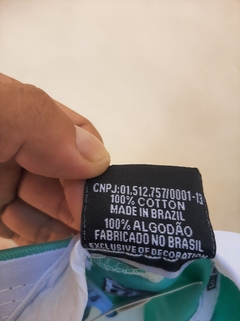 CNPJ:01.512.757/0001-13
100% COTTON
MADE IN BRAZIL
100% ALGODÃO
FABRICADO NO BRASIL
EXCLUSIVE OF DECORATION